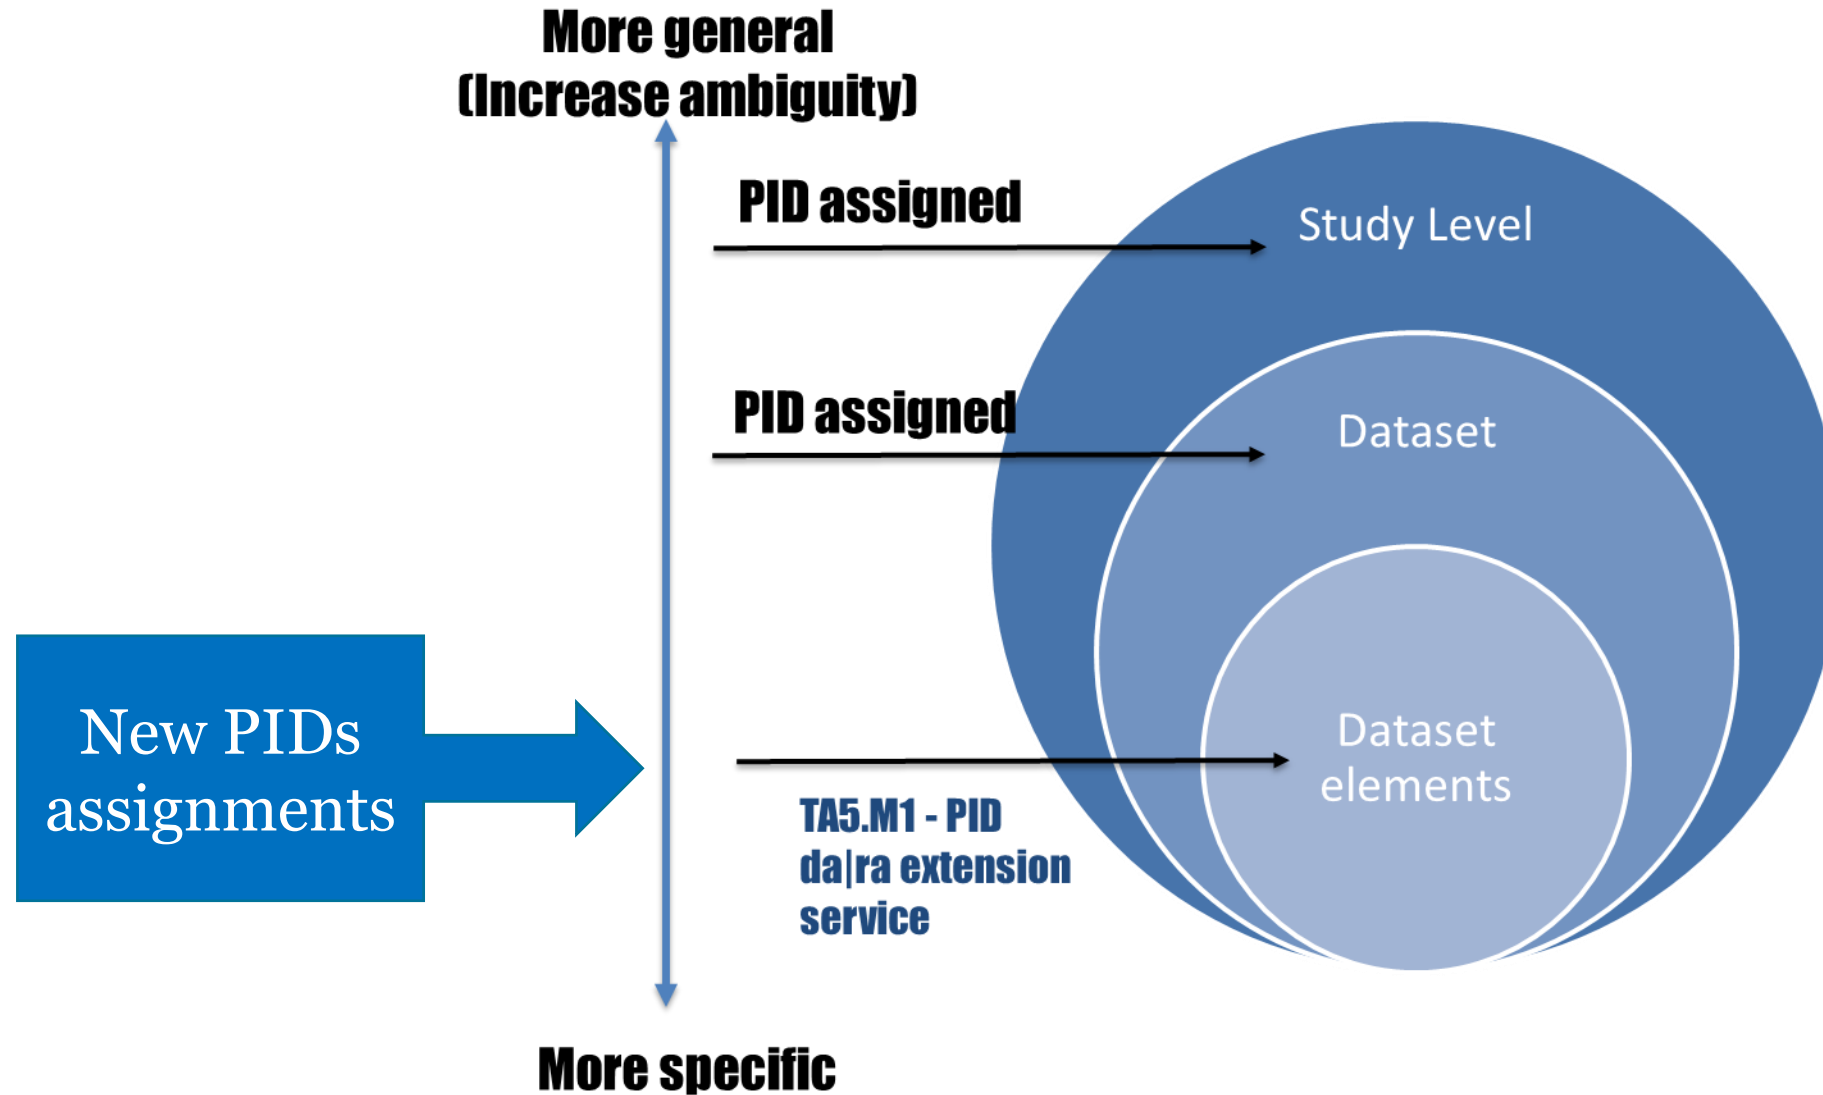 More general
(Increase ambiguity)
PID assigned
Study Level
PID assigned
Dataset
New PIDs
assignments
Dataset
elements
TA5.M1 - PID
da|ra extension
service
More specific